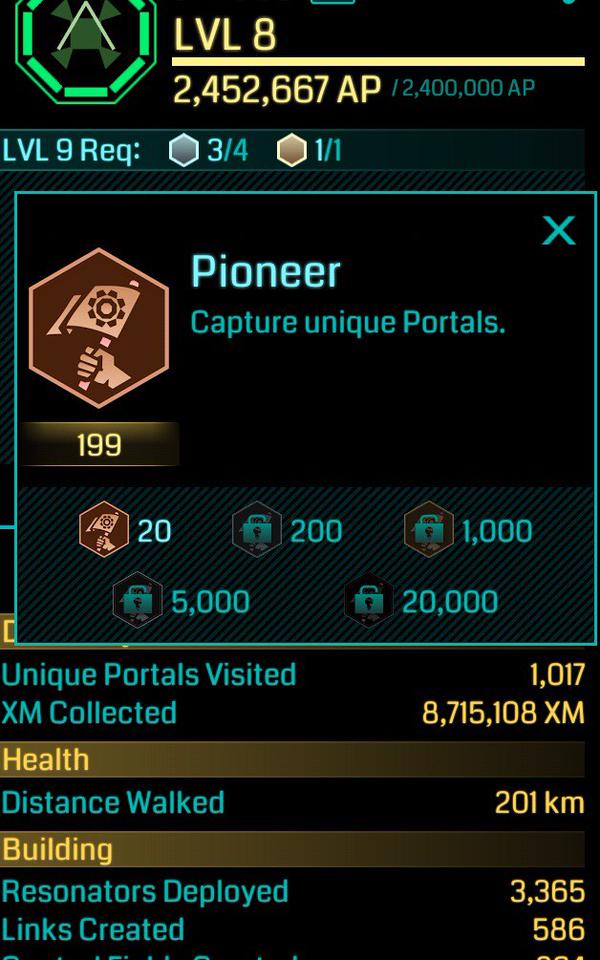 LVL 8
2,452,667 AP / 2,400,000 AP
LVL 9 Req: 3/4 1/1
X
Pioneer
Capture unique Portals.
199
20 200 1,000
5,000 20,000
Unique Portals Visited 1,017
XM Collected 8,715,108 XM
Health
Distance Walked 201 km
Building
Resonators Deployed 3,365
Links Created 586